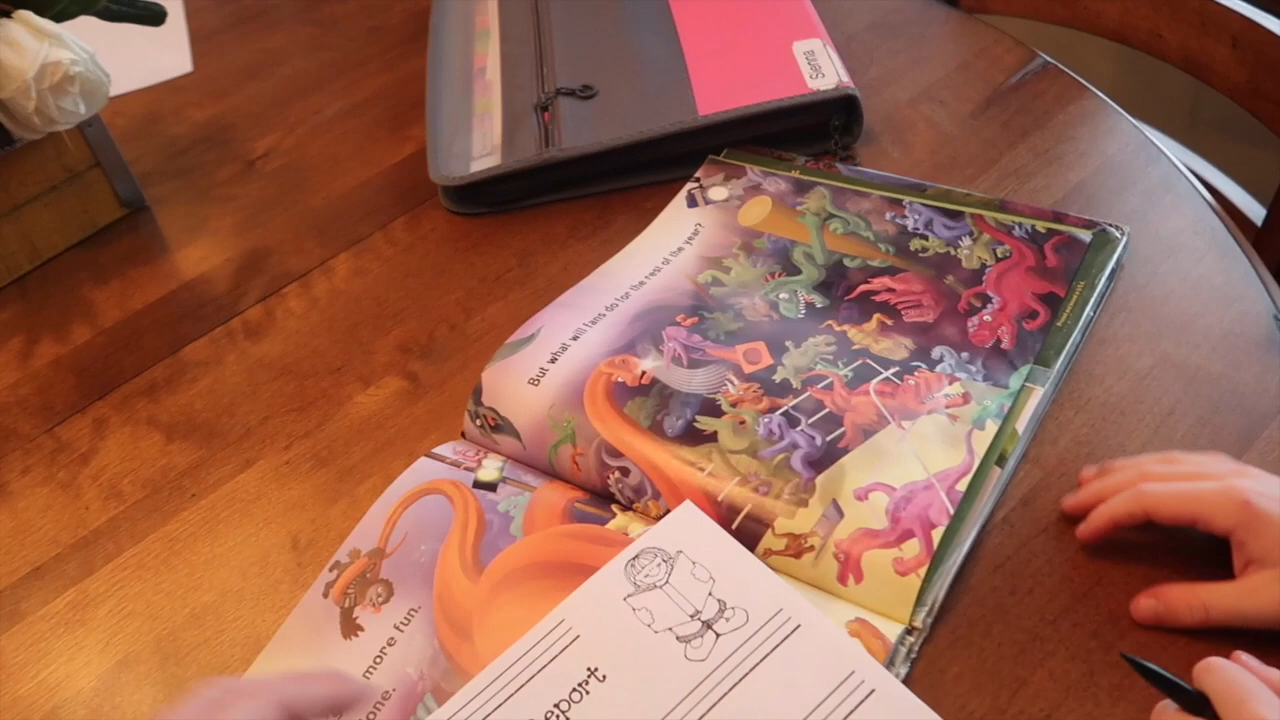 Sienna
But what will fans do for the rest of the year?
more fun.
one.
eport